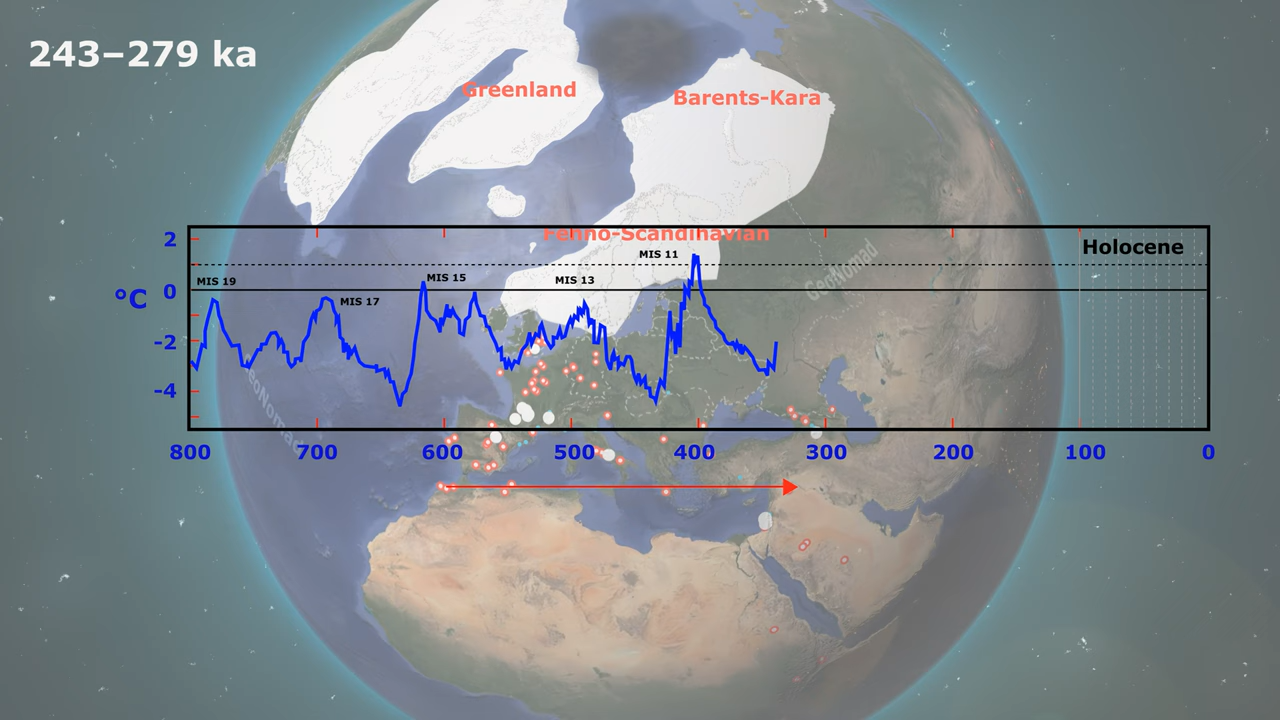 243–279 ka
Greenland
Barents-Kara
Fenno-Scandinavian
2
MIS 11
Holocene
GeoNomad
MIS 19
MIS 15
MIS 13
°C
0
MIS 17
-2
-4
GeoNomad
800
700
600
500
400
300
200
100
0